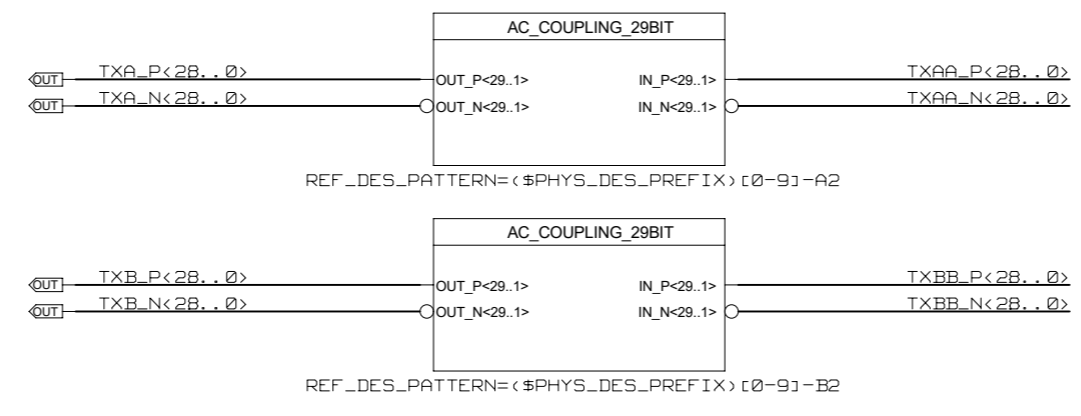 AC_COUPLING_29BIT
OUT TXA_P<28..0> OUT_P<29..1> IN_P<29..1> TXAA_P<28..0>
OUT TXA_N<28..0> OUT_N<29..1> IN_N<29..1> TXAA_N<28..0>
REF_DES_PATTERN=($PHYS_DES_PREFIX)[0-9]-A2
AC_COUPLING_29BIT
OUT TXB_P<28..0> OUT_P<29..1> IN_P<29..1> TXBB_P<28..0>
OUT TXB_N<28..0> OUT_N<29..1> IN_N<29..1> TXBB_N<28..0>
REF_DES_PATTERN=($PHYS_DES_PREFIX)[0-9]-B2